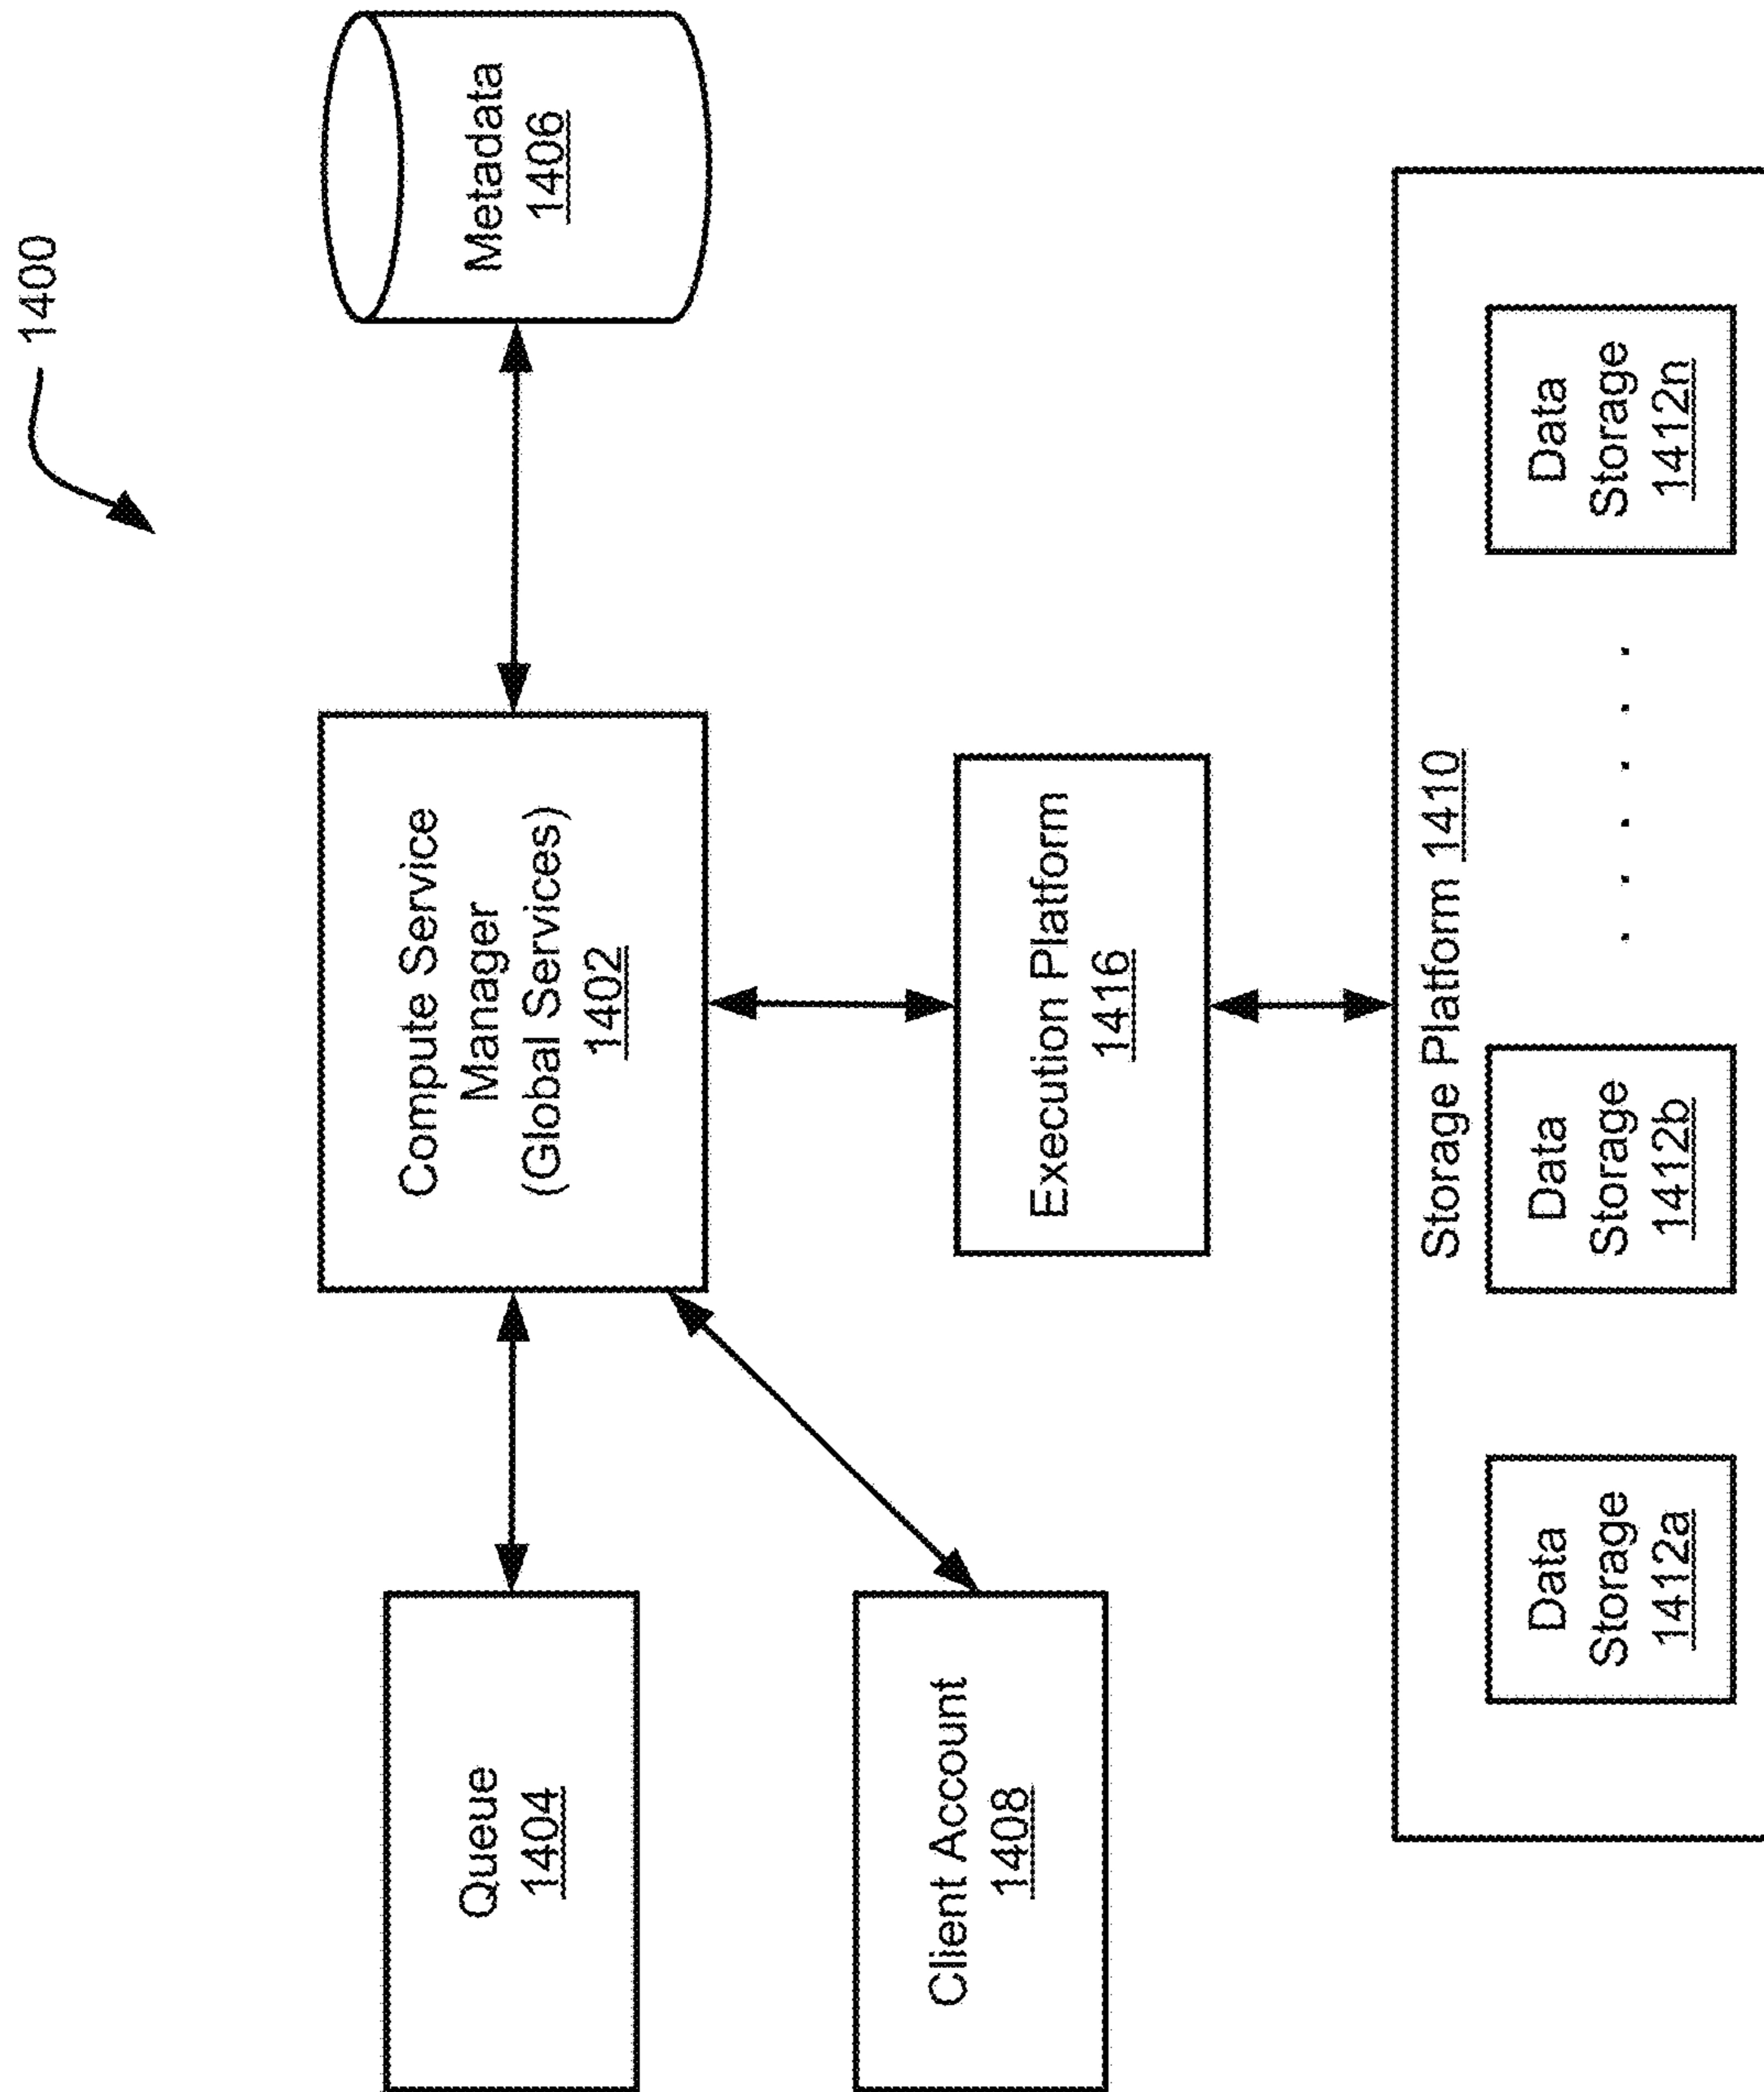 1400
Queue
1404
Compute Service
Manager
(Global Services)
1402
Metadata
1406
Client Account
1408
Execution Platform
1416
Storage Platform 1410
Data
Storage
1412a
Data
Storage
1412b
. . . . . .
Data
Storage
1412n